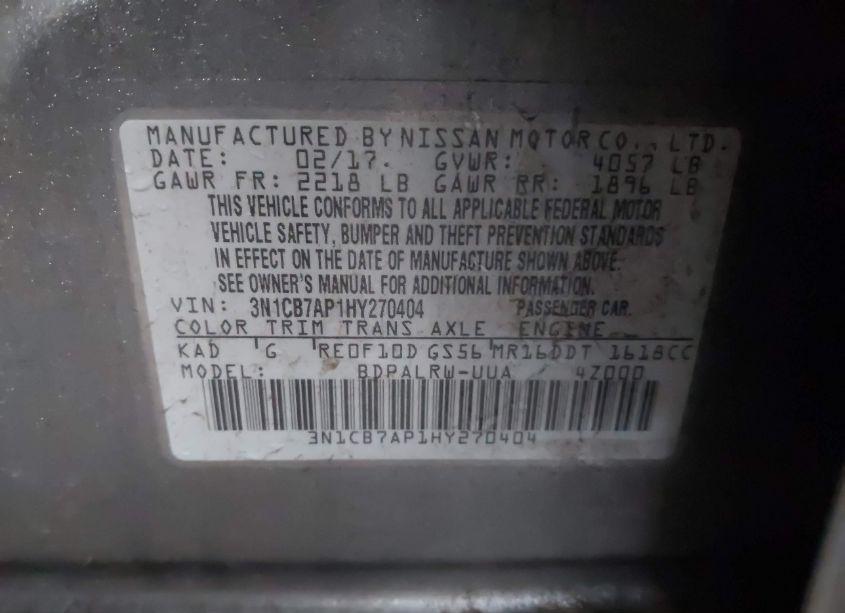 MANUFACTURED BY NISSAN MOTOR CO., LTD.
DATE: 02/17. GVWR: 4057 LB
GAWR FR: 2218 LB GAWR RR: 1896 LB
THIS VEHICLE CONFORMS TO ALL APPLICABLE FEDERAL MOTOR
VEHICLE SAFETY, BUMPER AND THEFT PREVENTION STANDARDS
IN EFFECT ON THE DATE OF MANUFACTURE SHOWN ABOVE.
SEE OWNER'S MANUAL FOR ADDITIONAL INFORMATION.
VIN: 3N1CB7AP1HY270404 PASSENGER CAR.
COLOR TRIM TRANS AXLE ENGINE
KAD G RE0F10D GS56 MR16DDT 1618CC
MODEL: BDPALRW-UUA 4Z000
3N1CB7AP1HY270404